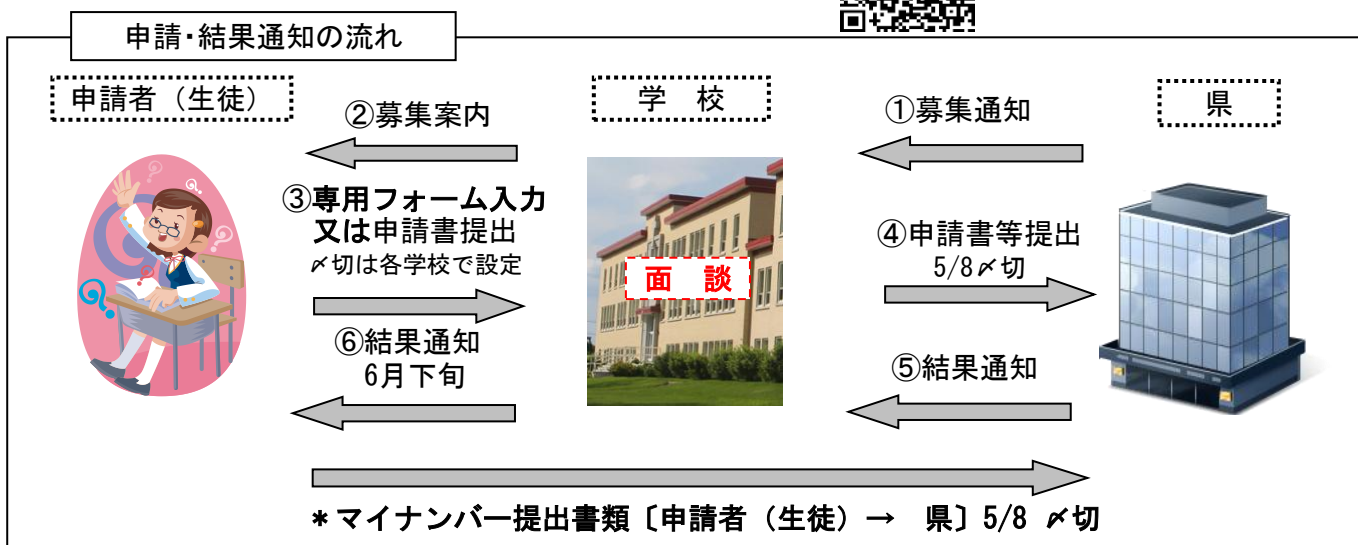 申請・結果通知の流れ
申請者（生徒）
学　校
県
②募集案内
①募集通知
③専用フォーム入力
又は申請書提出
〆切は各学校で設定
面　談
④申請書等提出
5/8〆切
⑥結果通知
6月下旬
⑤結果通知
＊マイナンバー提出書類〔申請者（生徒）→　県〕5/8 〆切